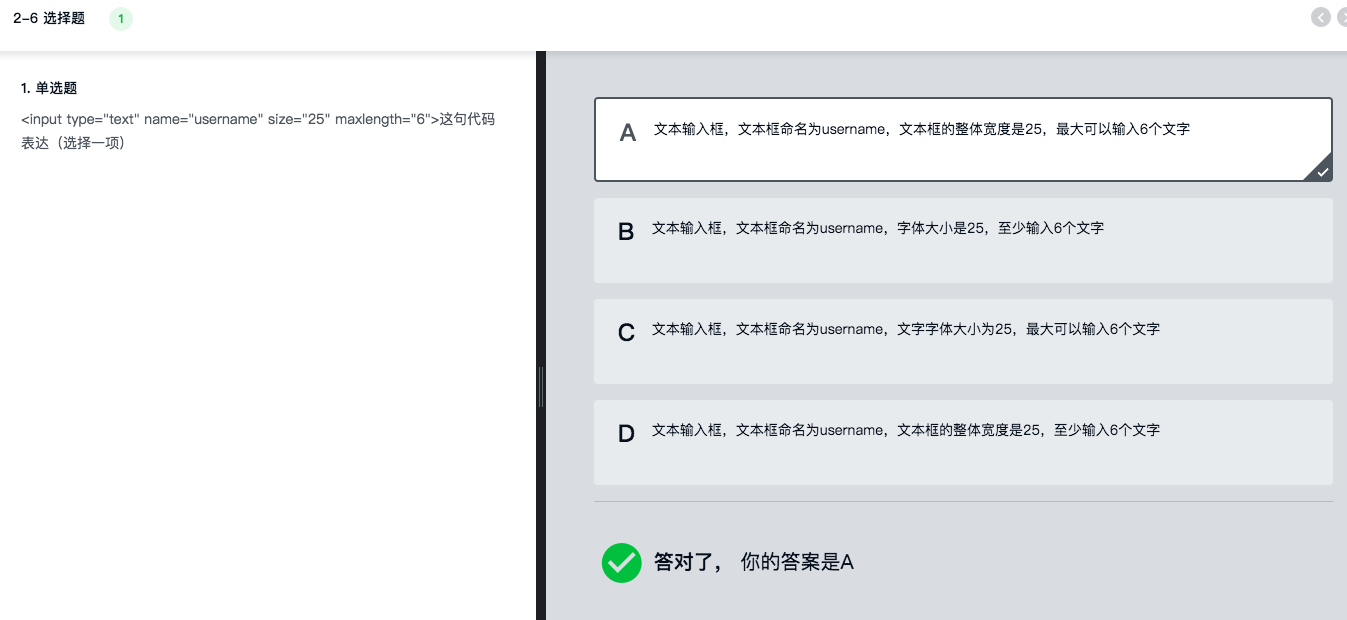 2-6 选择题 1
1. 单选题
<input type="text" name="username" size="25" maxlength="6">这句代码
表达（选择一项）
A 文本输入框，文本框命名为username，文本框的整体宽度是25，最大可以输入6个文字
B 文本输入框，文本框命名为username，字体大小是25，至少输入6个文字
C 文本输入框，文本框命名为username，文字字体大小为25，最大可以输入6个文字
D 文本输入框，文本框命名为username，文本框的整体宽度是25，至少输入6个文字
答对了， 你的答案是A